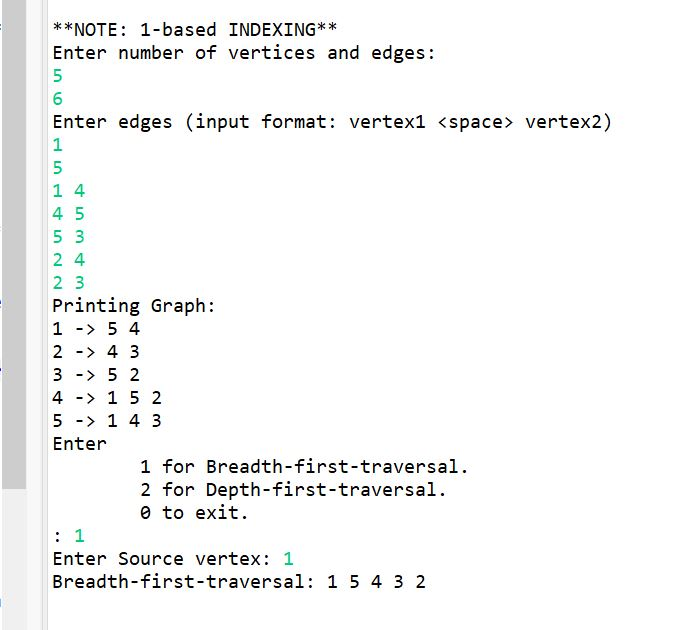 **NOTE: 1-based INDEXING**
Enter number of vertices and edges:
5
6
Enter edges (input format: vertex1 <space> vertex2)
1
5
1 4
4 5
5 3
2 4
2 3
Printing Graph:
1 -> 5 4
2 -> 4 3
3 -> 5 2
4 -> 1 5 2
5 -> 1 4 3
Enter
1 for Breadth-first-traversal.
2 for Depth-first-traversal.
0 to exit.
: 1
Enter Source vertex: 1
Breadth-first-traversal: 1 5 4 3 2